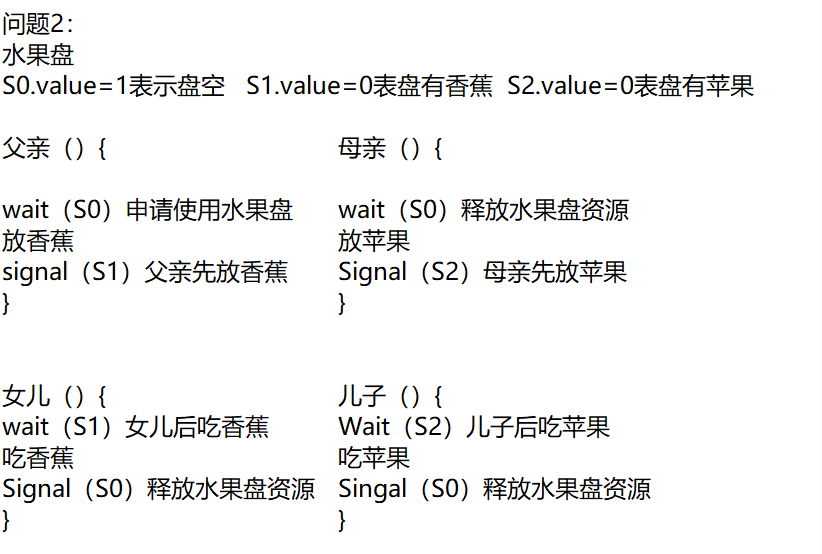 问题2：
水果盘
S0.value=1表示盘空 S1.value=0表盘有香蕉 S2.value=0表盘有苹果
父亲（）{ 母亲（）{
wait（S0）申请使用水果盘 wait（S0）释放水果盘资源
放香蕉 放苹果
signal（S1）父亲先放香蕉 Signal（S2）母亲先放苹果
} }
女儿（）{ 儿子（）{
wait（S1）女儿后吃香蕉 Wait（S2）儿子后吃苹果
吃香蕉 吃苹果
Signal（S0）释放水果盘资源 Singal（S0）释放水果盘资源
} }